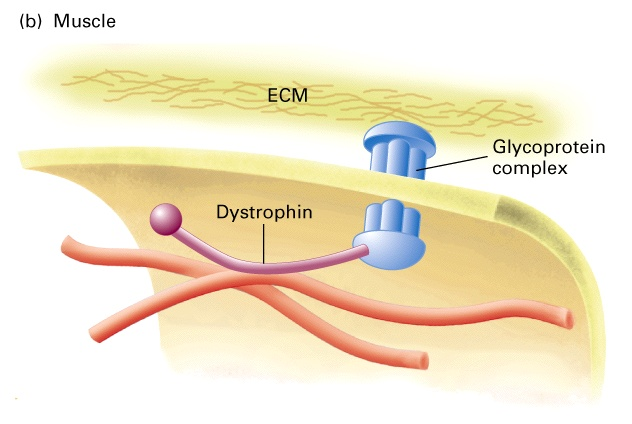 (b) Muscle
ECM
Glycoprotein
complex
Dystrophin